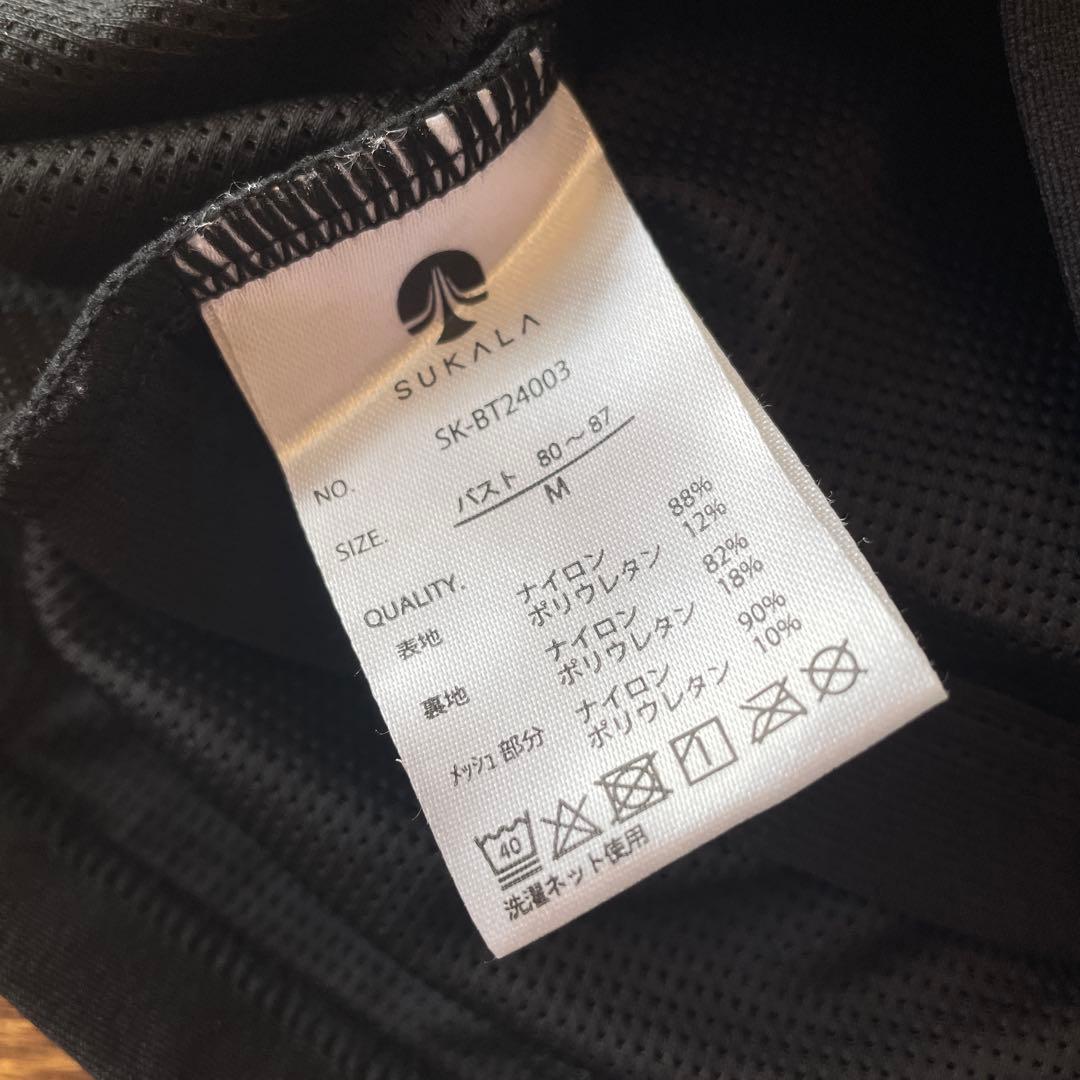 SUKALA
NO. SK-BT24003
SIZE. バスト 80～87
M
QUALITY.
表地 ナイロン 88%
ポリウレタン 12%
裏地 ナイロン 82%
ポリウレタン 18%
メッシュ部分 ナイロン 90%
ポリウレタン 10%
40
洗濯ネット使用